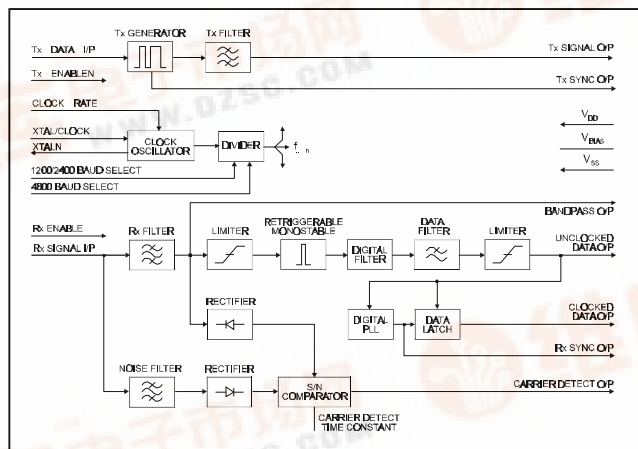 Tx GENERATOR
Tx FILTER
Tx DATA I/P
Tx SIGNAL O/P
Tx ENABLEN
Tx SYNC O/P
CLOCK RATE
XTAL/CLOCK
XTALN
CLOCK
OSCILLATOR
DIVIDER
f
n
VDD
VBIAS
VSS
1200/2400 BAUD SELECT
4800 BAUD SELECT
BANDPASS O/P
Rx ENABLE
Rx SIGNAL I/P
Rx FILTER
LIMITER
RETRIGGERABLE
MONOSTABLE
DIGITAL
FILTER
DATA
FILTER
LIMITER
UNCLOCKED
DATA O/P
RECTIFIER
DIGITAL
PLL
DATA
LATCH
CLOCKED
DATA O/P
Rx SYNC O/P
NOISE FILTER
RECTIFIER
S/N
COMPARATOR
CARRIER DETECT O/P
CARRIER DETECT
TIME CONSTANT
WWW.DZSC.COM